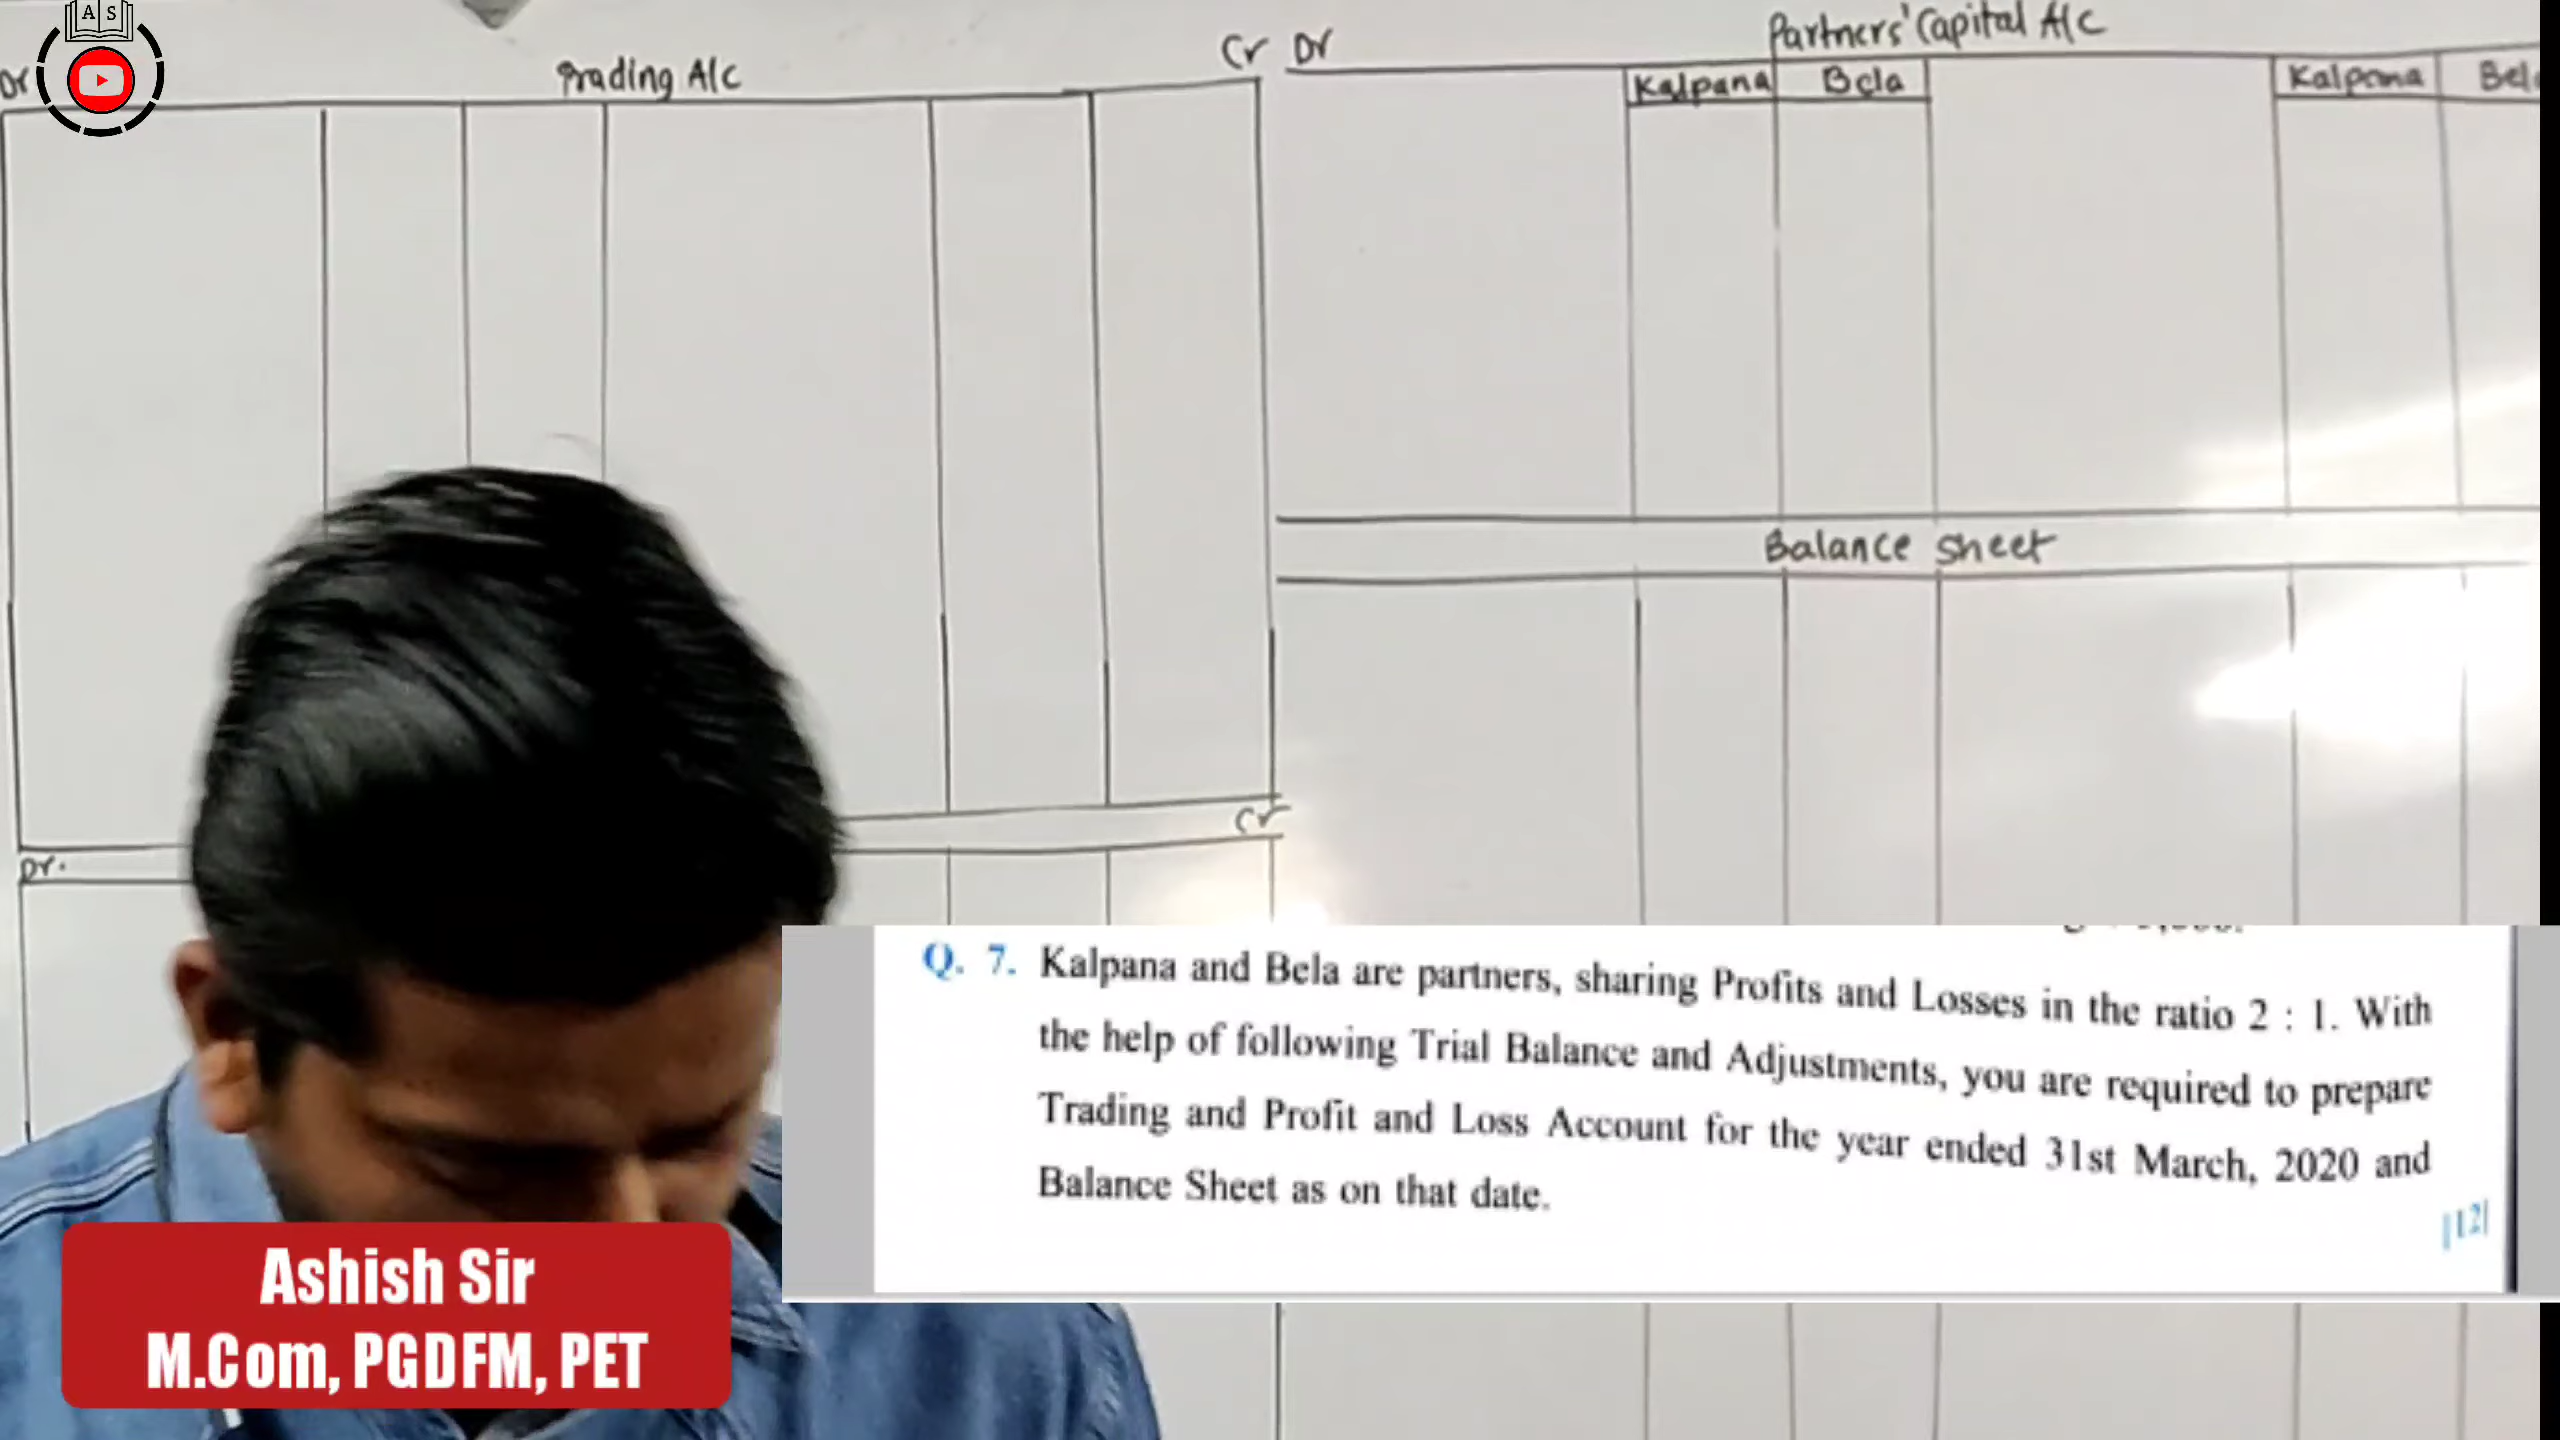 A S
Dr
Trading A/c
Cr
Dr
Partners' Capital A/c
Kalpana
Bela
Kalpana
Balance sheet
Dr.
Cr
Q. 7. Kalpana and Bela are partners, sharing Profits and Losses in the ratio 2 : 1. With
the help of following Trial Balance and Adjustments, you are required to prepare
Trading and Profit and Loss Account for the year ended 31st March, 2020 and
Balance Sheet as on that date.
|12|
Ashish Sir
M.Com, PGDFM, PET